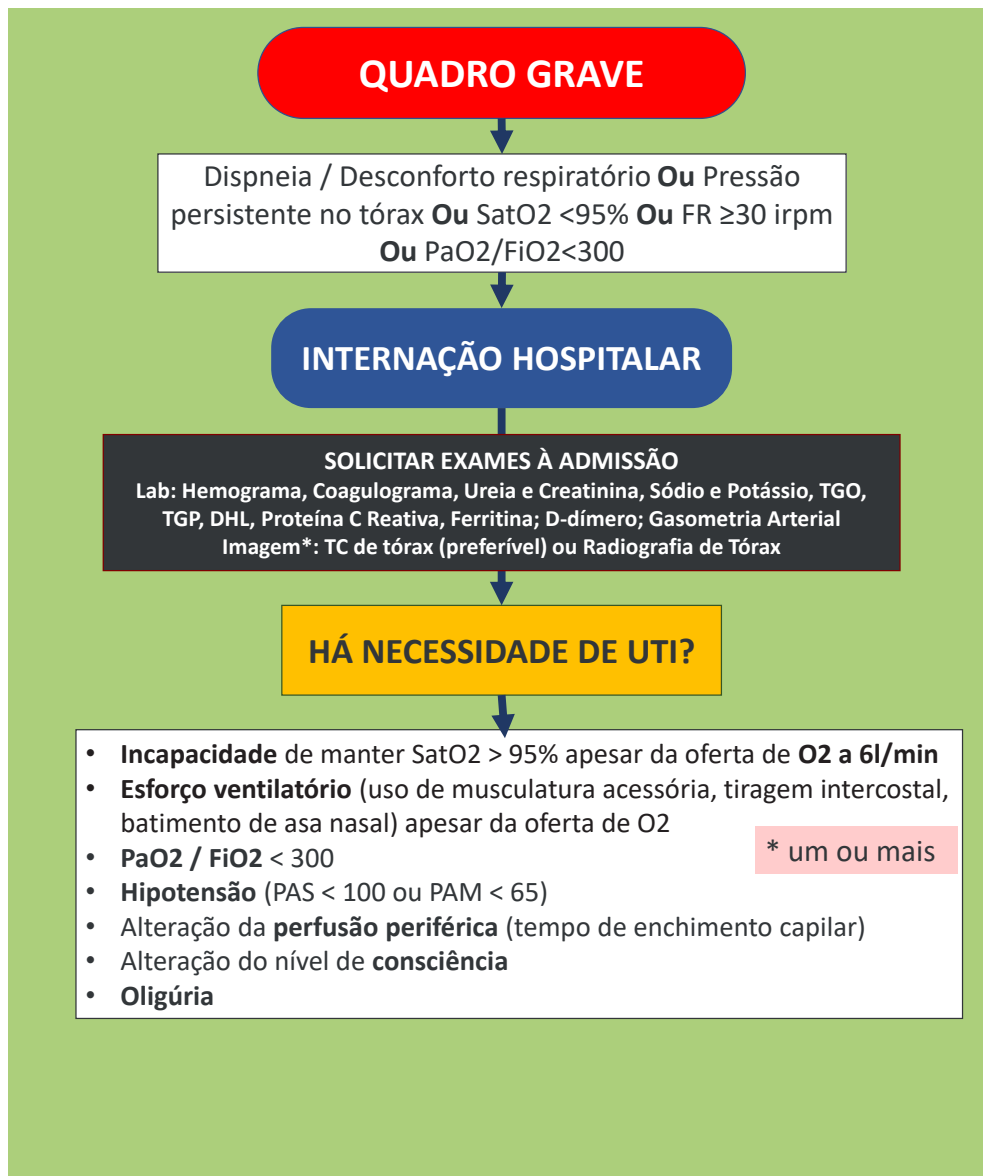 QUADRO GRAVE
Dispneia / Desconforto respiratório Ou Pressão
persistente no tórax Ou SatO2 <95% Ou FR ≥30 irpm
Ou PaO2/FiO2<300
INTERNAÇÃO HOSPITALAR
SOLICITAR EXAMES À ADMISSÃO
Lab: Hemograma, Coagulograma, Ureia e Creatinina, Sódio e Potássio, TGO,
TGP, DHL, Proteína C Reativa, Ferritina; D-dímero; Gasometria Arterial
Imagem*: TC de tórax (preferível) ou Radiografia de Tórax
HÁ NECESSIDADE DE UTI?
• Incapacidade de manter SatO2 > 95% apesar da oferta de O2 a 6l/min
• Esforço ventilatório (uso de musculatura acessória, tiragem intercostal,
batimento de asa nasal) apesar da oferta de O2
• PaO2 / FiO2 < 300
* um ou mais
• Hipotensão (PAS < 100 ou PAM < 65)
• Alteração da perfusão periférica (tempo de enchimento capilar)
• Alteração do nível de consciência
• Oligúria